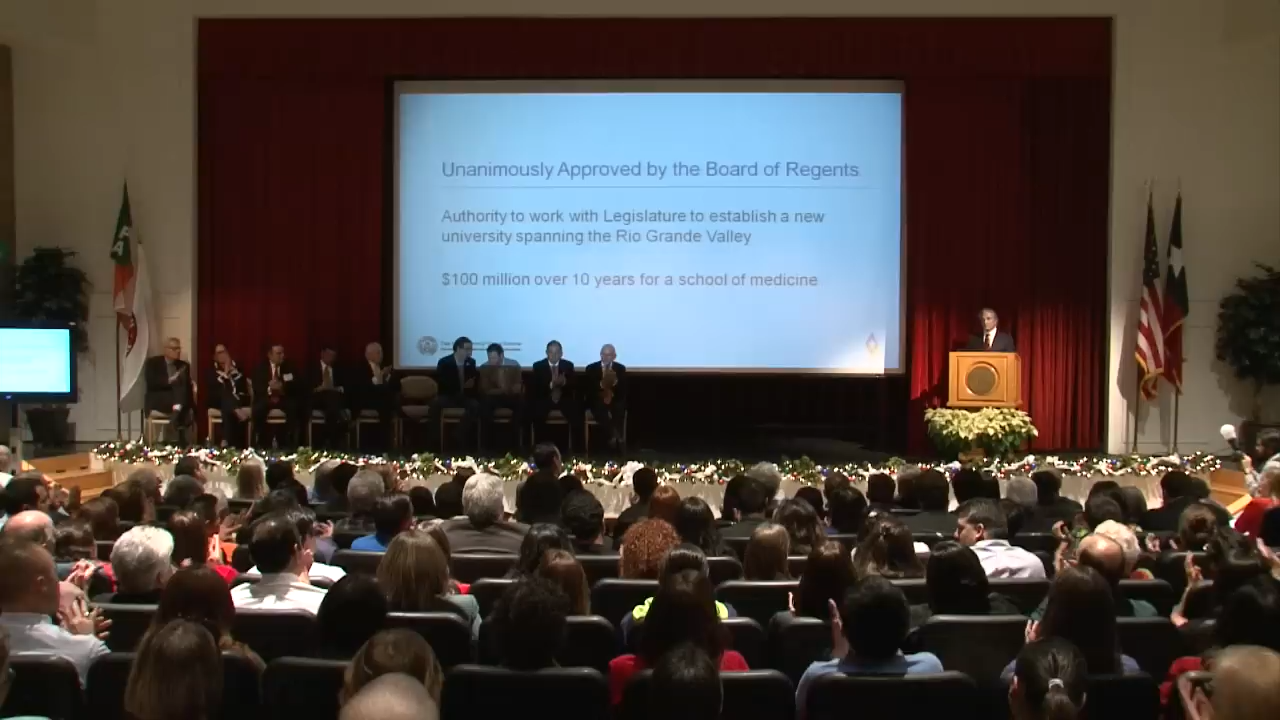 Unanimously Approved by the Board of Regents
Authority to work with Legislature to establish a new
university spanning the Rio Grande Valley
$100 million over 10 years for a school of medicine